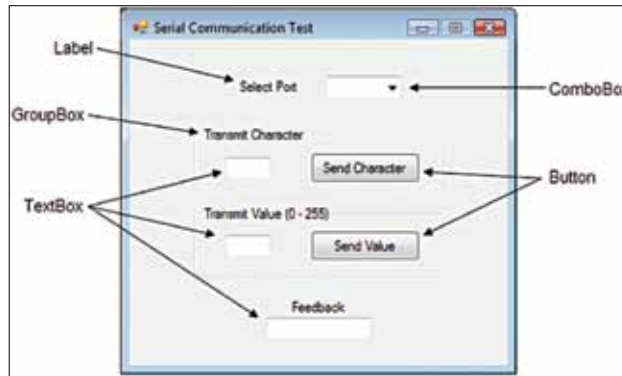 Serial Communication Test
Label
Select Port
ComboBox
GroupBox
Transmit Character
Send Character
Button
TextBox
Transmit Value (0 - 255)
Send Value
Feedback